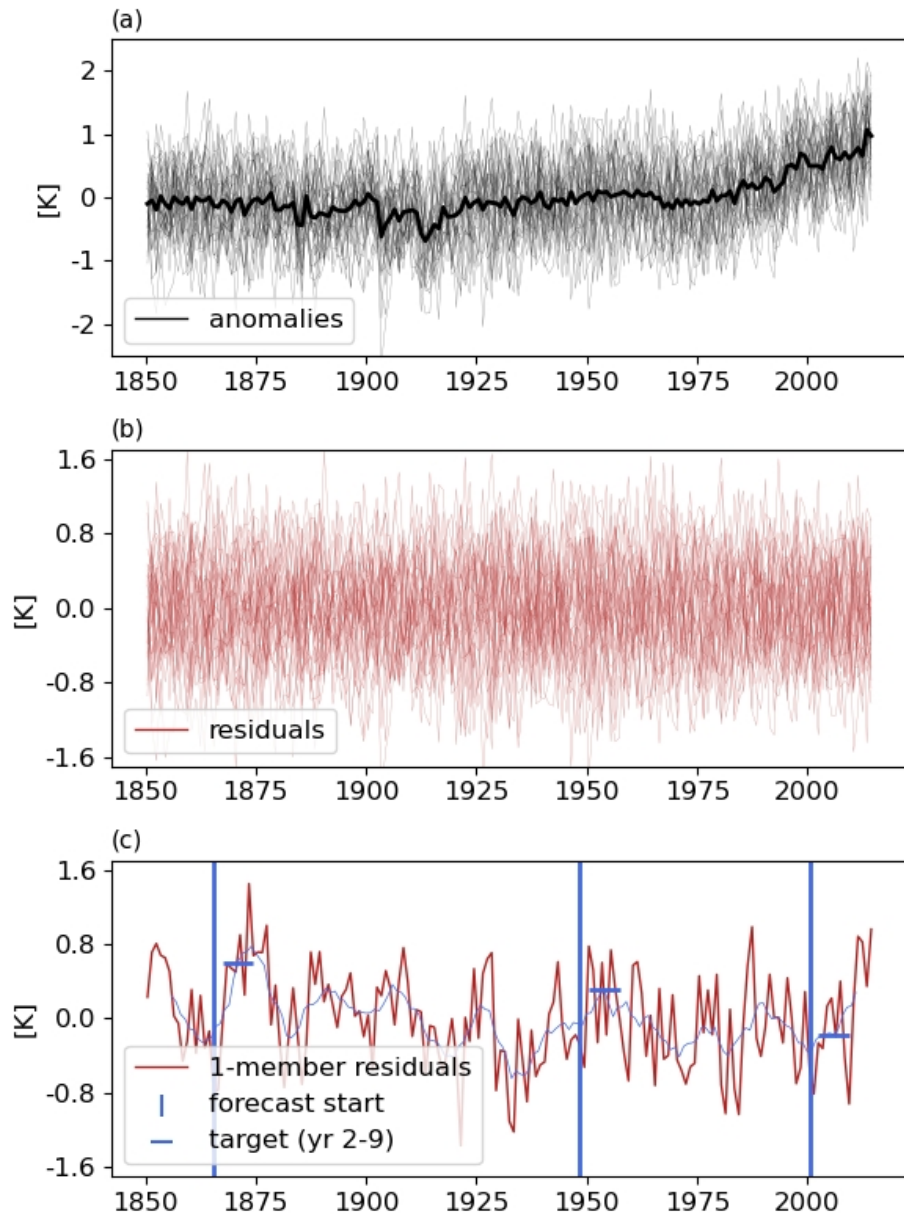 (a)
[K]
2
1
0
-1
-2
anomalies
1850 1875 1900 1925 1950 1975 2000
(b)
[K]
1.6
0.8
0.0
-0.8
-1.6
residuals
1850 1875 1900 1925 1950 1975 2000
(c)
[K]
1.6
0.8
0.0
-0.8
-1.6
1-member residuals
forecast start
target (yr 2-9)
1850 1875 1900 1925 1950 1975 2000